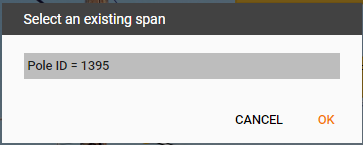 Select an existing span
Pole ID = 1395
CANCEL OK